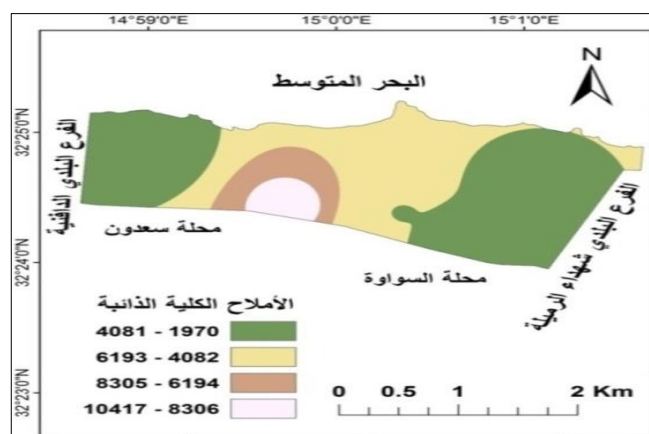 14°59'0"E 15°0'0"E 15°1'0"E
N
البحر المتوسط
32°25'0"N
32°24'0"N
32°23'0"N
الفرع البلدي الدافنية
الفرع البلدي شهداء الرميلة
محلة سعدون
محلة السواوة
الأملاح الكلية الذائبة
4081 - 1970
6193 - 4082
8305 - 6194
10417 - 8306
0 0.5 1 2 Km